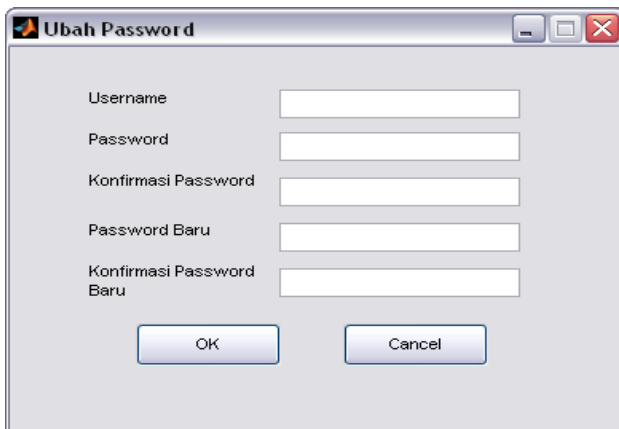 Ubah Password
Username
Password
Konfirmasi Password
Password Baru
Konfirmasi Password
Baru
OK
Cancel